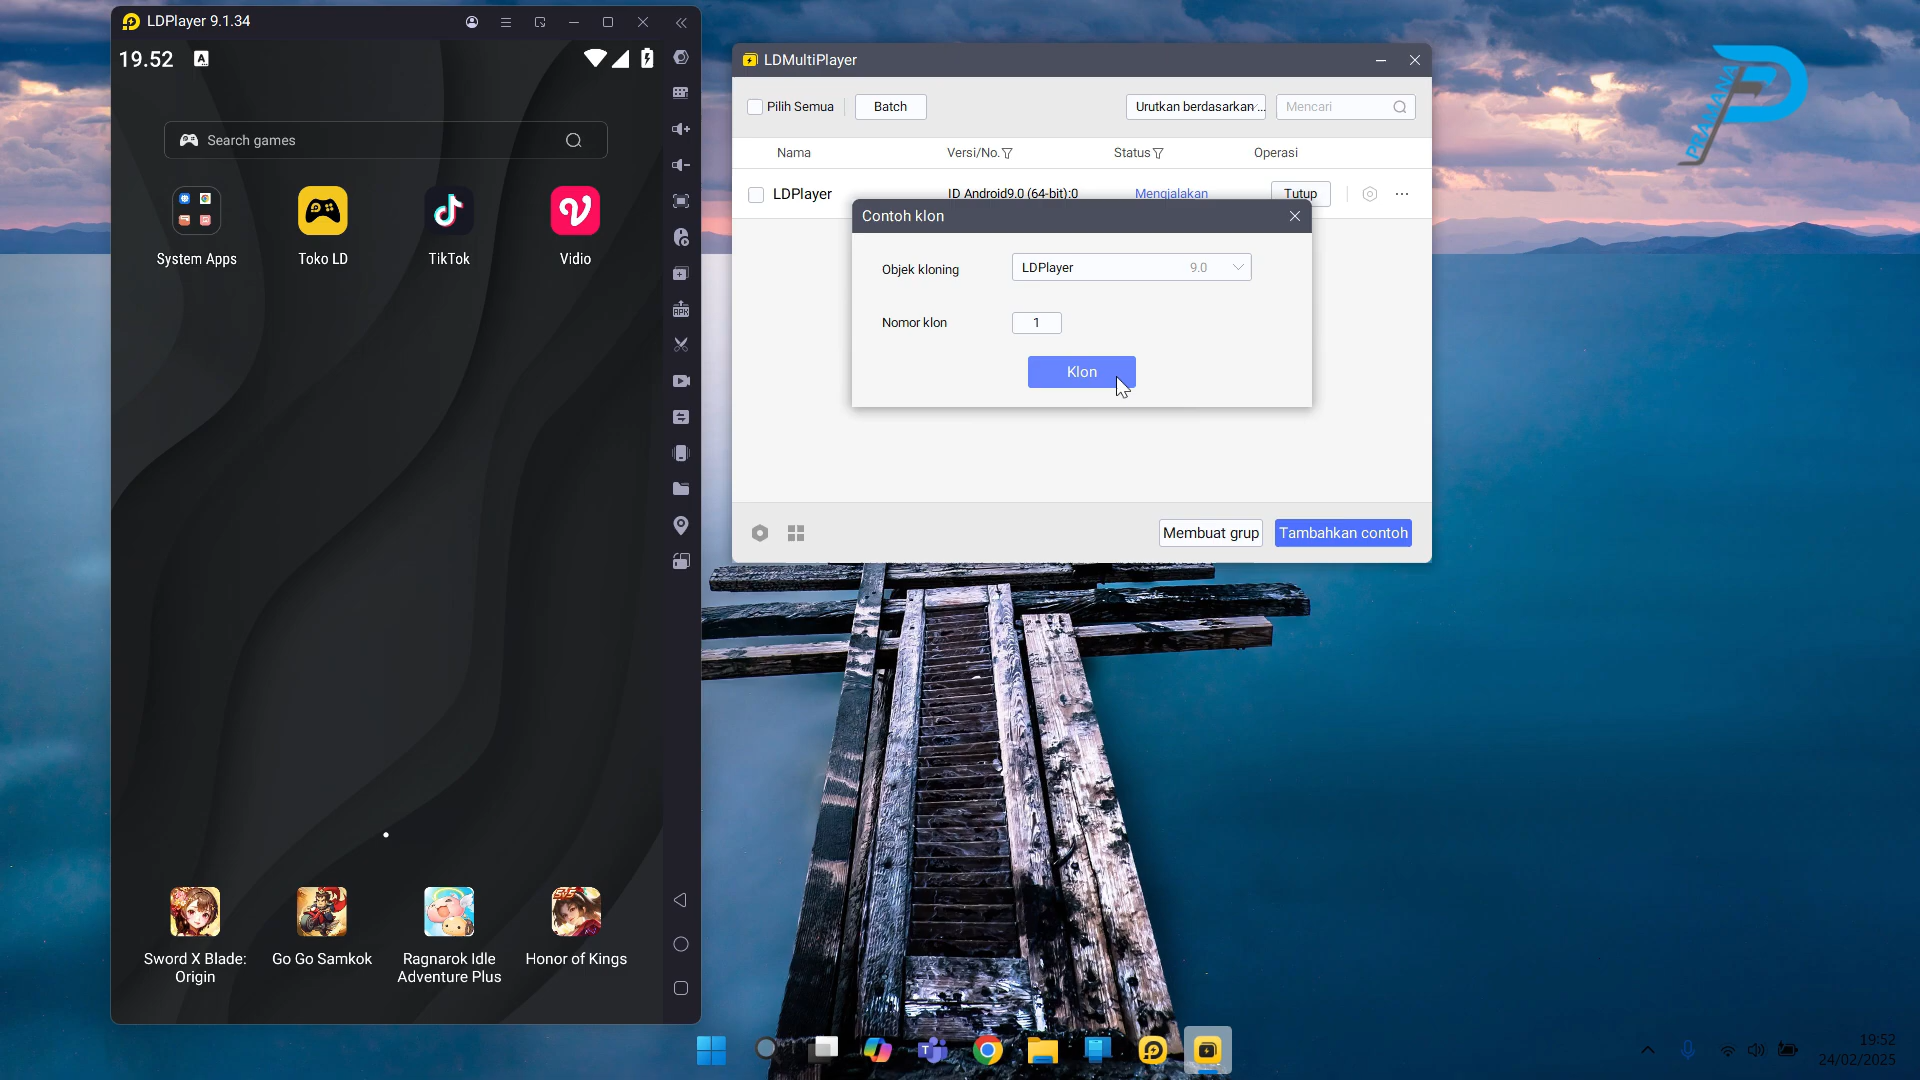 LDPlayer 9.1.34
19.52
A
Search games
System Apps
Toko LD
TikTok
Vidio
APK
Sword X Blade:
Origin
Go Go Samkok
Ragnarok Idle
Adventure Plus
Honor of Kings
LDMultiPlayer
Pilih Semua
Batch
Urutkan berdasarkan ...
Mencari
Nama
Versi/No.
Status
Operasi
LDPlayer
ID Android9.0 (64-bit):0
Mengjalakan
Tutup
Contoh klon
Objek kloning
LDPlayer
9.0
Nomor klon
1
Klon
Membuat grup
Tambahkan contoh
PRAMANA
19:52
24/02/2025